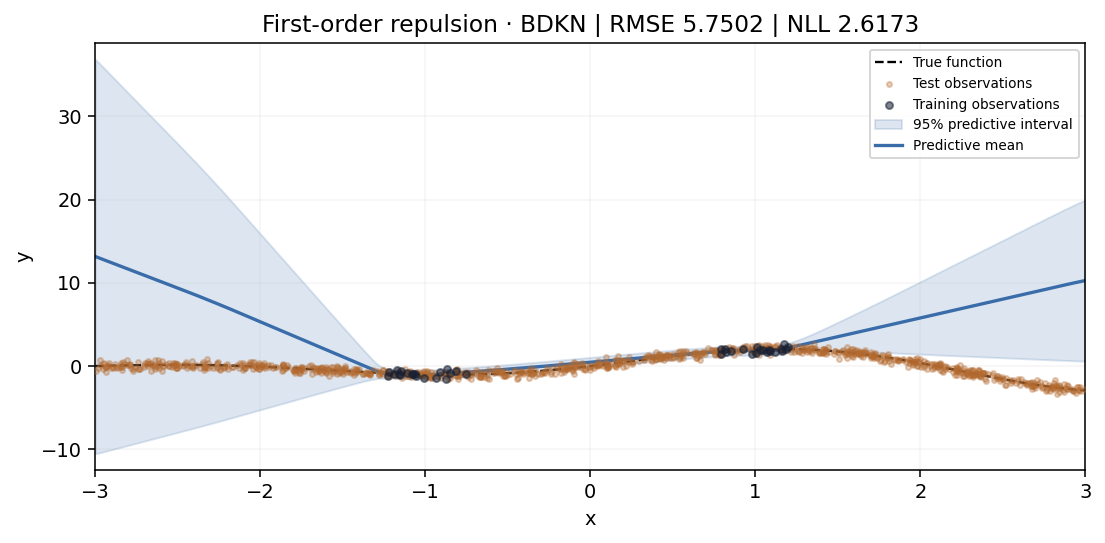 First-order repulsion · BDKN | RMSE 5.7502 | NLL 2.6173
True function
Test observations
Training observations
95% predictive interval
Predictive mean
y
30
20
10
0
−10
−3
−2
−1
0
1
2
3
x